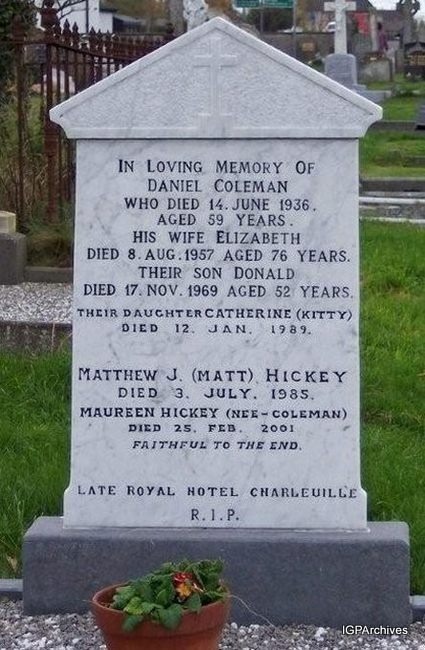 IN LOVING MEMORY OF
DANIEL COLEMAN
WHO DIED 14. JUNE 1936.
AGED 59 YEARS.
HIS WIFE ELIZABETH
DIED 8. AUG. 1957 AGED 76 YEARS.
THEIR SON DONALD
DIED 17. NOV. 1969 AGED 52 YEARS.
THEIR DAUGHTER CATHERINE (KITTY)
DIED 12. JAN. 1989.
MATTHEW J. (MATT) HICKEY
DIED 3. JULY. 1985.
MAUREEN HICKEY (NEE-COLEMAN)
DIED 25. FEB. 2001
FAITHFUL TO THE END.
LATE ROYAL HOTEL CHARLEUILLE
R.I.P.
IGPArchives